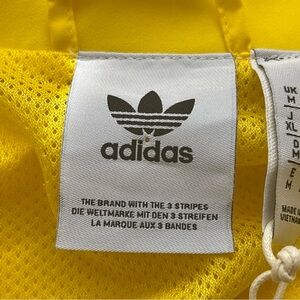 adidas
THE BRAND WITH THE 3 STRIPES
DIE WELTMARKE MIT DEN 3 STREIFEN
LA MARQUE AUX 3 BANDES
UK
M
J
XL
D
M
E
M
MADE IN
VIETNAM